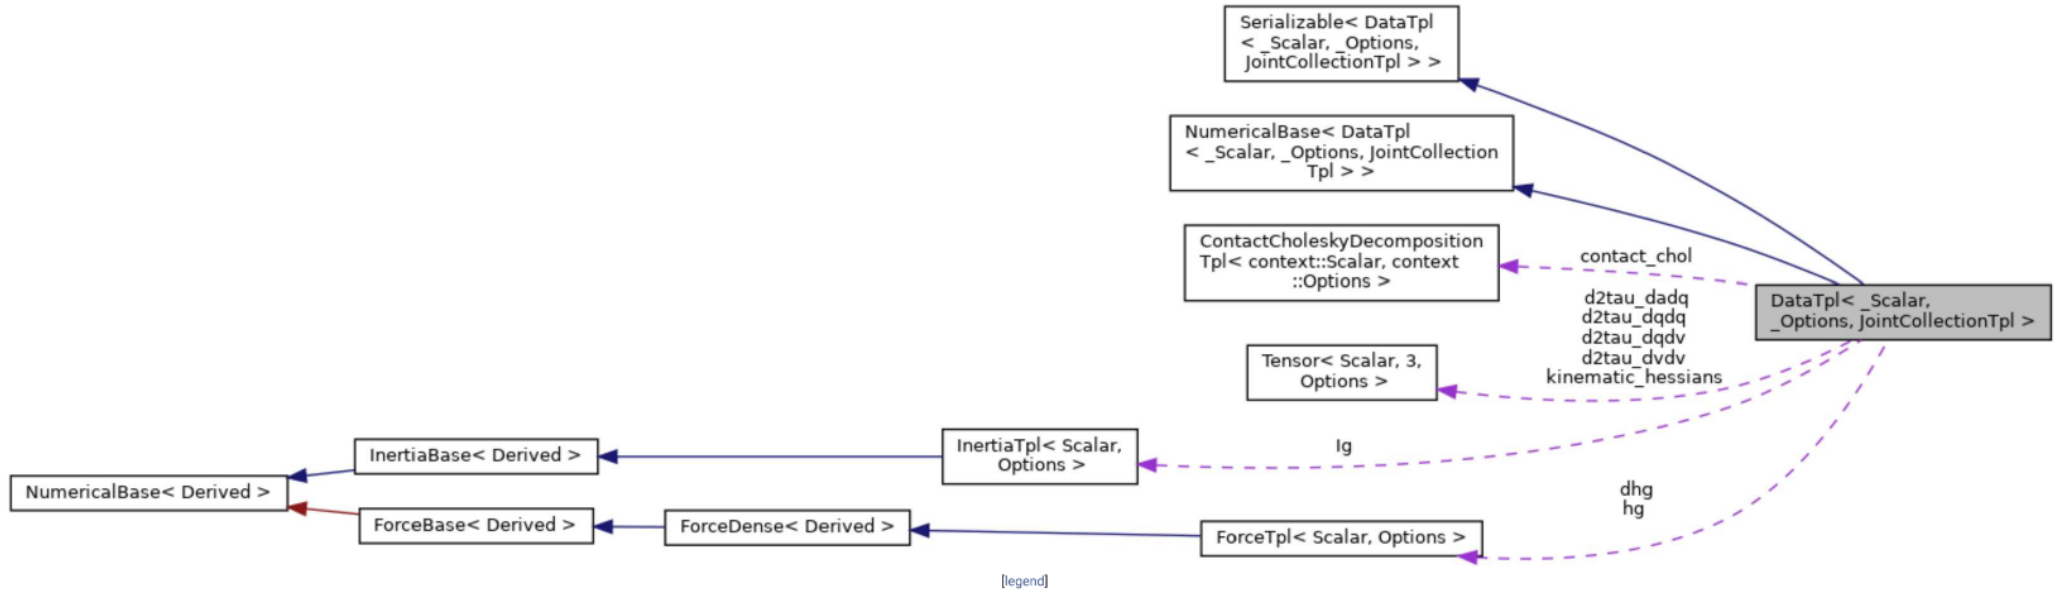 Serializable< DataTpl
< _Scalar, _Options,
JointCollectionTpl > >
NumericalBase< DataTpl
< _Scalar, _Options, JointCollection
Tpl > >
ContactCholeskyDecomposition
Tpl< context::Scalar, context
::Options >
contact_chol
DataTpl< _Scalar,
_Options, JointCollectionTpl >
d2tau_dadq
d2tau_dqdq
d2tau_dqdv
d2tau_dvdv
kinematic_hessians
Tensor< Scalar, 3,
Options >
InertiaBase< Derived >
InertiaTpl< Scalar,
Options >
Ig
NumericalBase< Derived >
ForceBase< Derived >
ForceDense< Derived >
ForceTpl< Scalar, Options >
dhg
hg
[legend]